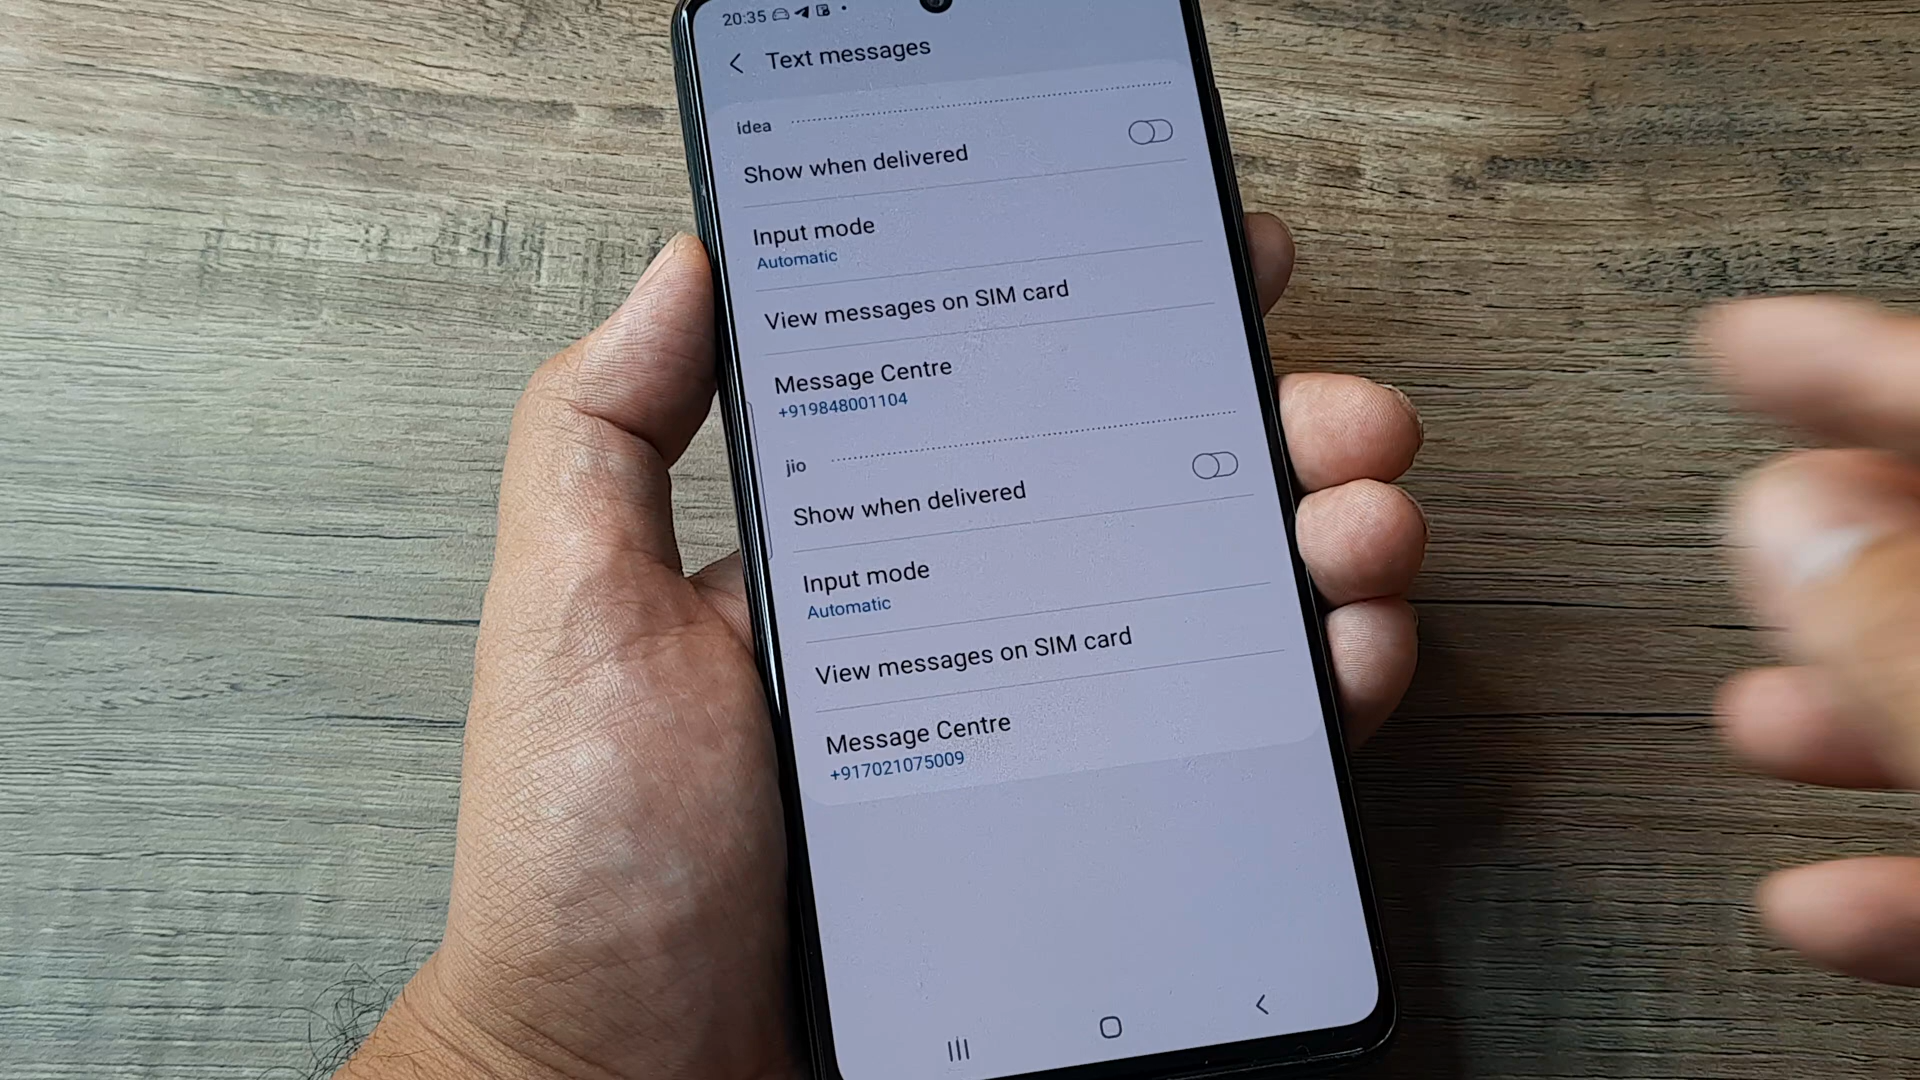 20:35
Text messages
idea
Show when delivered
Input mode
Automatic
View messages on SIM card
Message Centre
+919848001104
jio
Show when delivered
Input mode
Automatic
View messages on SIM card
Message Centre
+917021075009